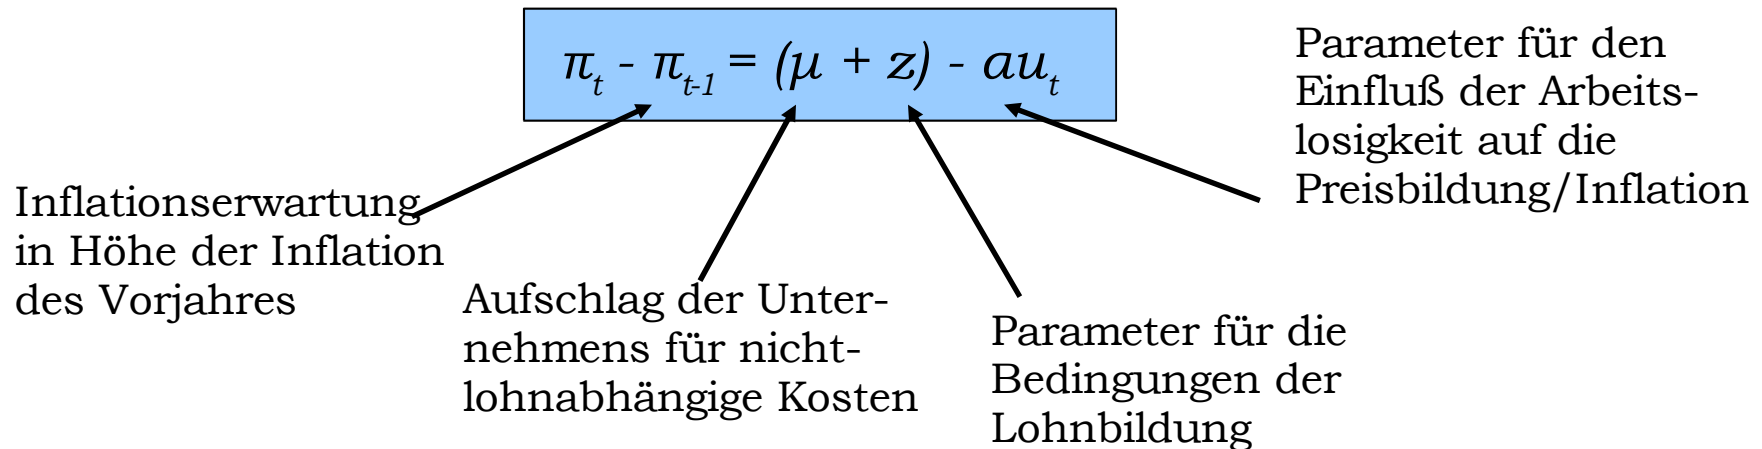 π_t - π_{t-1} = (μ + z) - αu_t
Parameter für den
Einfluß der Arbeits-
losigkeit auf die
Preisbildung/Inflation
Inflationserwartung
in Höhe der Inflation
des Vorjahres
Aufschlag der Unter-
nehmens für nicht-
lohnabhängige Kosten
Parameter für die
Bedingungen der
Lohnbildung